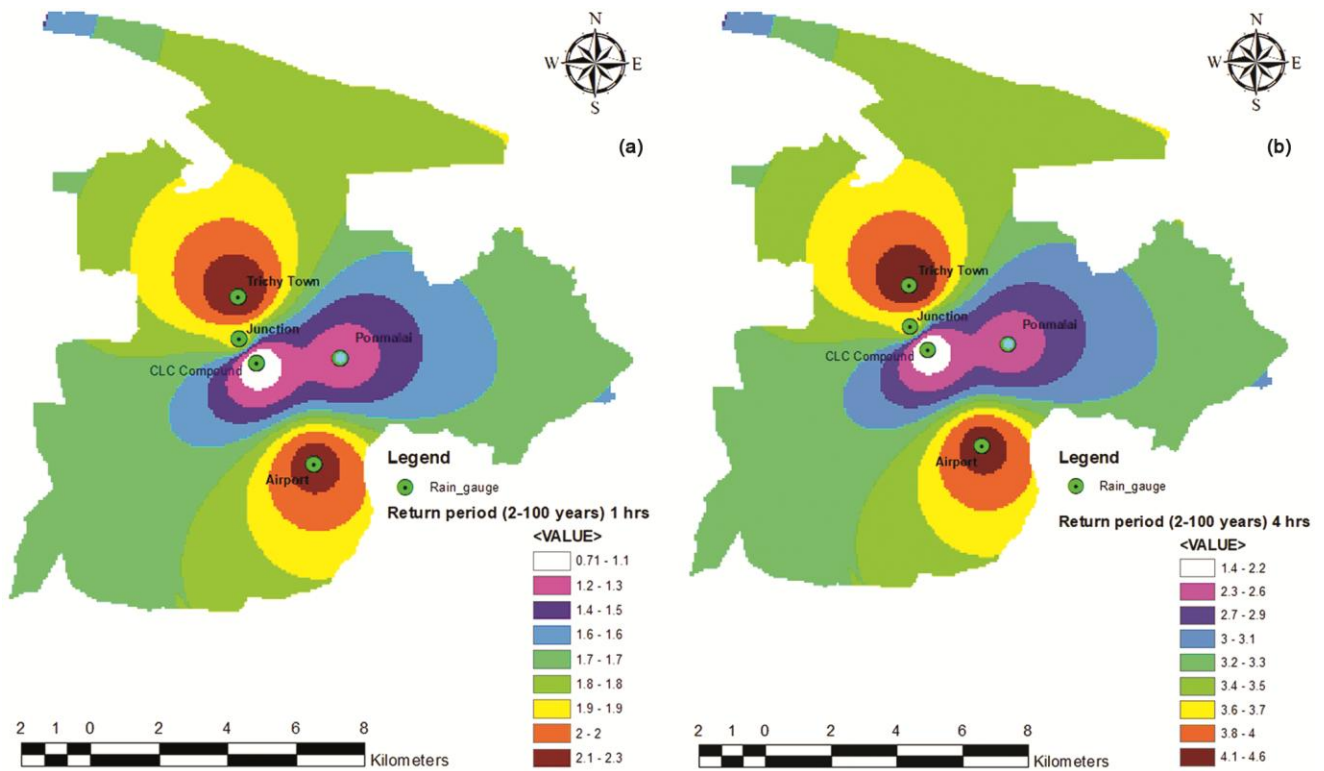 N
W E
S
(a)
Trichy Town
Junction
Ponmalai
CLC Compound
Airport
Legend
Rain_gauge
Return period (2-100 years) 1 hrs
<VALUE>
0.71 - 1.1
1.2 - 1.3
1.4 - 1.5
1.6 - 1.6
1.7 - 1.7
1.8 - 1.8
1.9 - 1.9
2 - 2
2.1 - 2.3
2 1 0 2 4 6 8
Kilometers
N
W E
S
(b)
Trichy Town
Junction
Ponmalai
CLC Compound
Airport
Legend
Rain_gauge
Return period (2-100 years) 4 hrs
<VALUE>
1.4 - 2.2
2.3 - 2.6
2.7 - 2.9
3 - 3.1
3.2 - 3.3
3.4 - 3.5
3.6 - 3.7
3.8 - 4
4.1 - 4.6
2 1 0 2 4 6 8
Kilometers